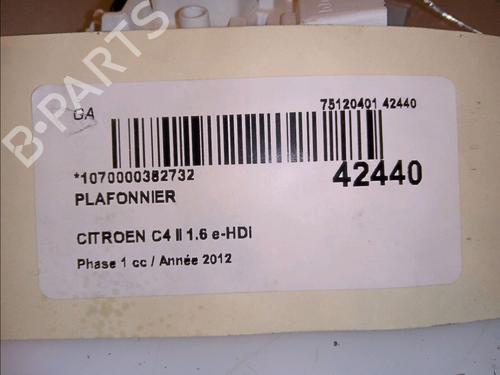 B-PARTS
GA
75120401 42440
*1070000382732
42440
PLAFONNIER
CITROEN C4 II 1.6 e-HDI
Phase 1 cc / Année 2012